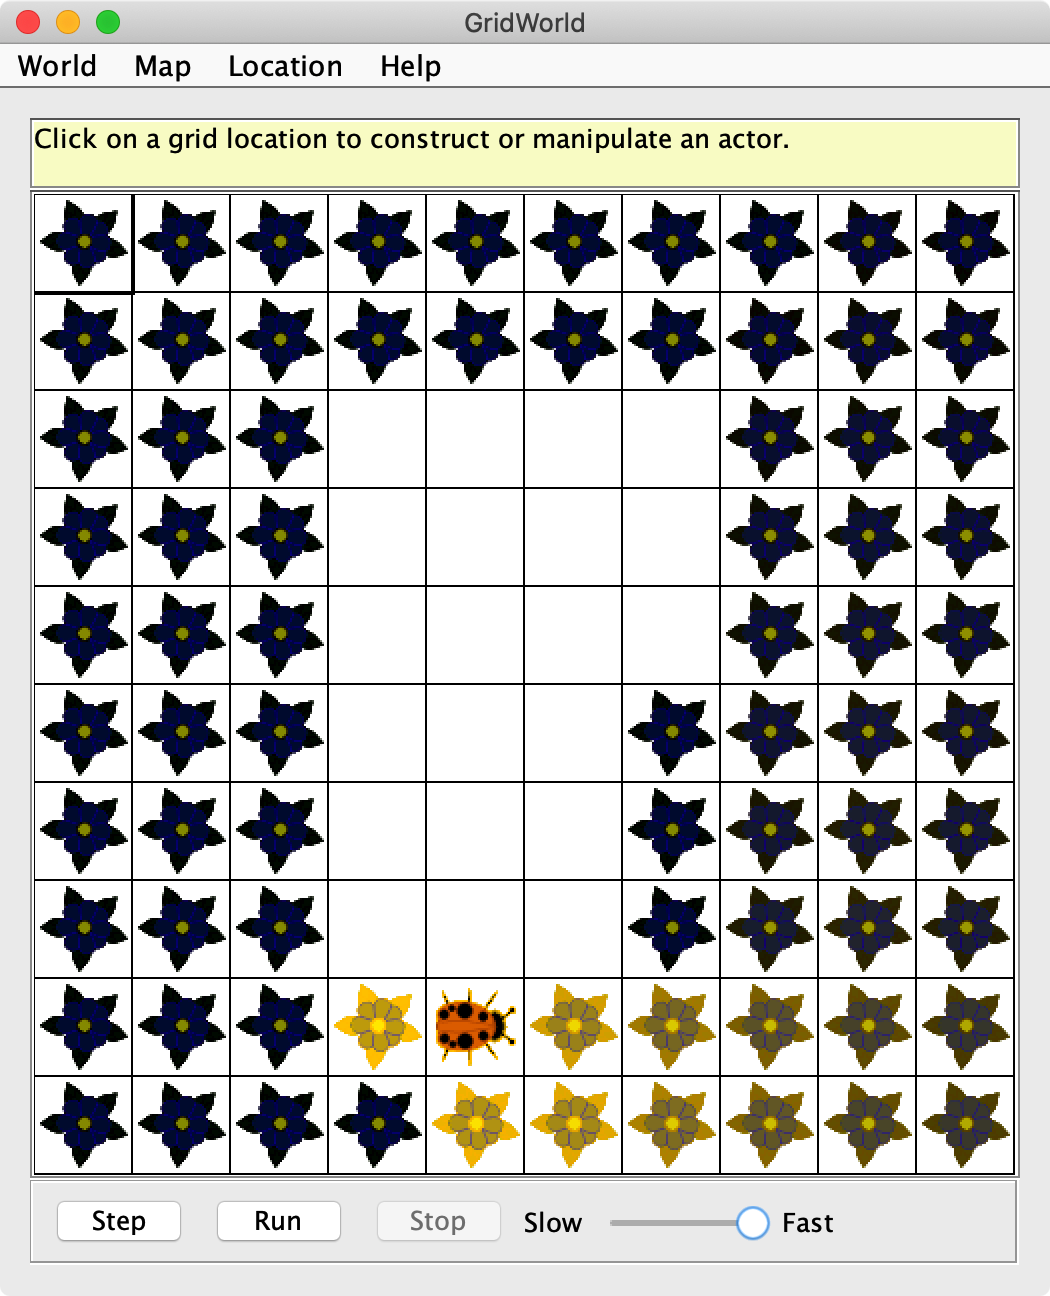 GridWorld
World Map Location Help
Click on a grid location to construct or manipulate an actor.
Step Run Stop Slow Fast